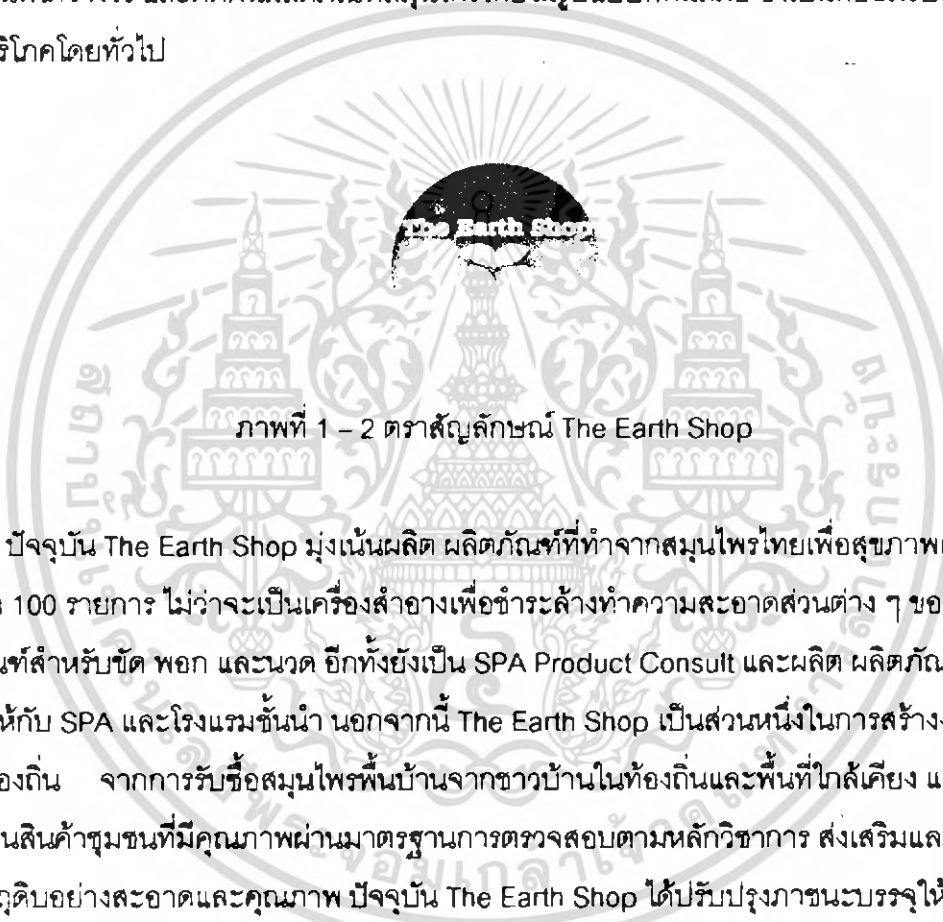 ริโภคโดยทั่วไป
The Earth Shop
ภาพที่ 1 – 2 ตราสัญลักษณ์ The Earth Shop
ปัจจุบัน The Earth Shop มุ่งเน้นผลิต ผลิตภัณฑ์ที่ทำจากสมุนไพรไทยเพื่อสุขภาพ
100 รายการ ไม่ว่าจะเป็นเครื่องสำอางเพื่อชำระล้างทำความสะอาดส่วนต่าง ๆ ของ
ณฑ์สำหรับขัด พอก และนวด อีกทั้งยังเป็น SPA Product Consult และผลิต ผลิตภัณ
ห้กับ SPA และโรงแรมชั้นนำ นอกจากนี้ The Earth Shop เป็นส่วนหนึ่งในการสร้าง
องถิ่น จากการรับซื้อสมุนไพรพื้นบ้านจากชาวบ้านในท้องถิ่นและพื้นที่ใกล้เคียง แ
นสินค้าชุมชนที่มีคุณภาพผ่านมาตรฐานการตรวจสอบตามหลักวิชาการ ส่งเสริมและ
ถุดิบอย่างสะอาดและคุณภาพ ปัจจุบัน The Earth Shop ได้ปรับปรุงภาชนะบรรจุให้